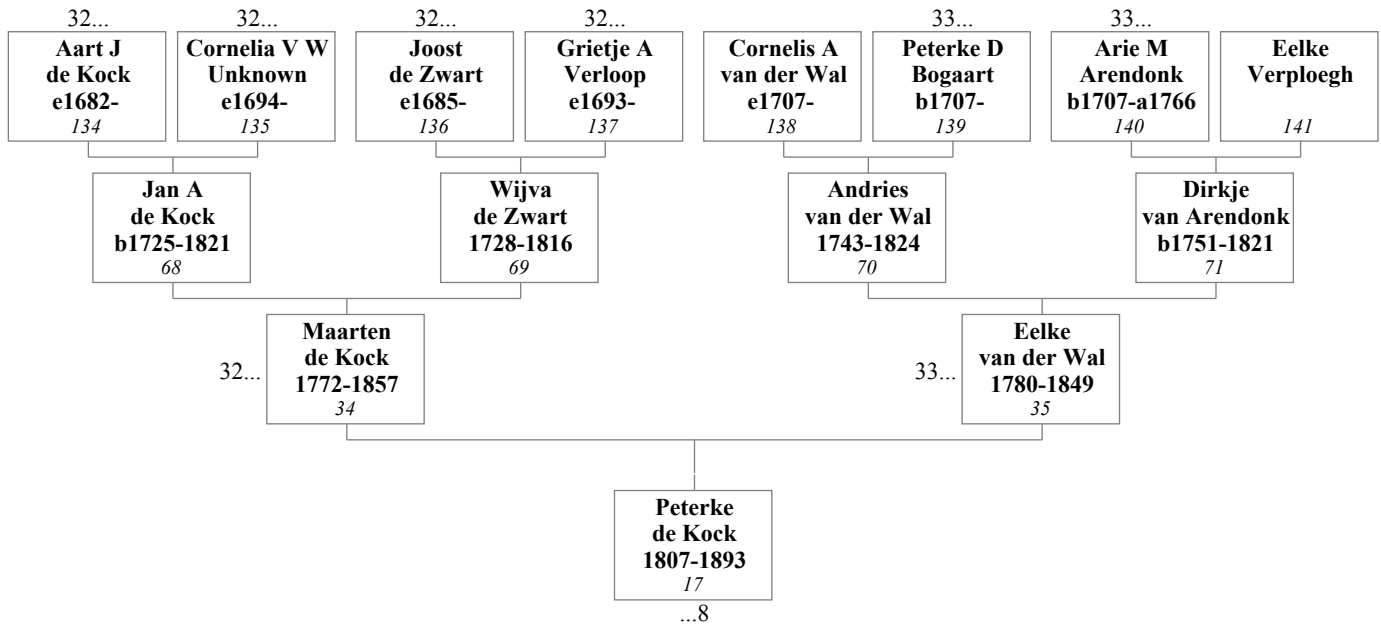 32...
32...
32...
32...
33...
33...
Aart J
de Kock
e1682-
134
Cornelia V W
Unknown
e1694-
135
Joost
de Zwart
e1685-
136
Grietje A
Verloop
e1693-
137
Cornelis A
van der Wal
e1707-
138
Peterke D
Bogaart
b1707-
139
Arie M
Arendonk
b1707-a1766
140
Eelke
Verploegh
141
Jan A
de Kock
b1725-1821
68
Wijva
de Zwart
1728-1816
69
Andries
van der Wal
1743-1824
70
Dirkje
van Arendonk
b1751-1821
71
32...
Maarten
de Kock
1772-1857
34
33...
Eelke
van der Wal
1780-1849
35
Peterke
de Kock
1807-1893
17
...8